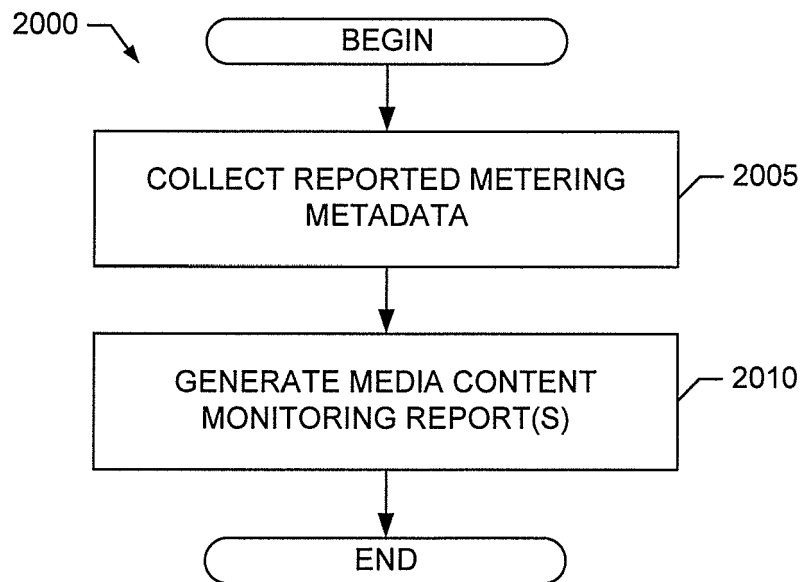 2000
BEGIN
COLLECT REPORTED METERING
METADATA
2005
GENERATE MEDIA CONTENT
MONITORING REPORT(S)
2010
END